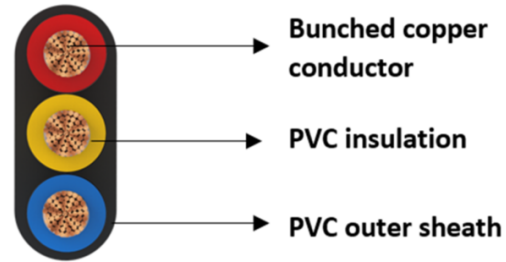 Bunched copper
conductor
PVC insulation
PVC outer sheath